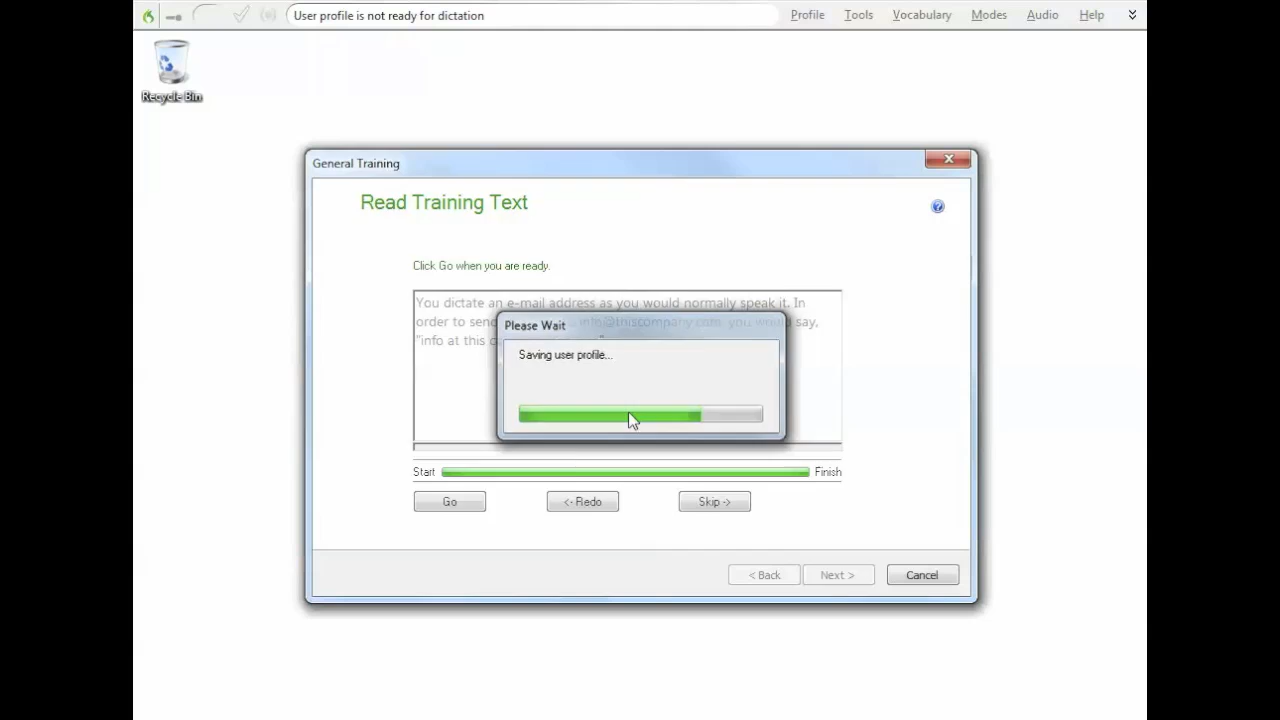 User profile is not ready for dictation
Profile Tools Vocabulary Modes Audio Help
Recycle Bin
General Training
Read Training Text
Click Go when you are ready.
You dictate an e-mail address as you would normally speak it. In
order to send info@thiscompany.com, you would say,
"info at this
Please Wait
Saving user profile...
Start Finish
Go <- Redo Skip ->
< Back Next > Cancel